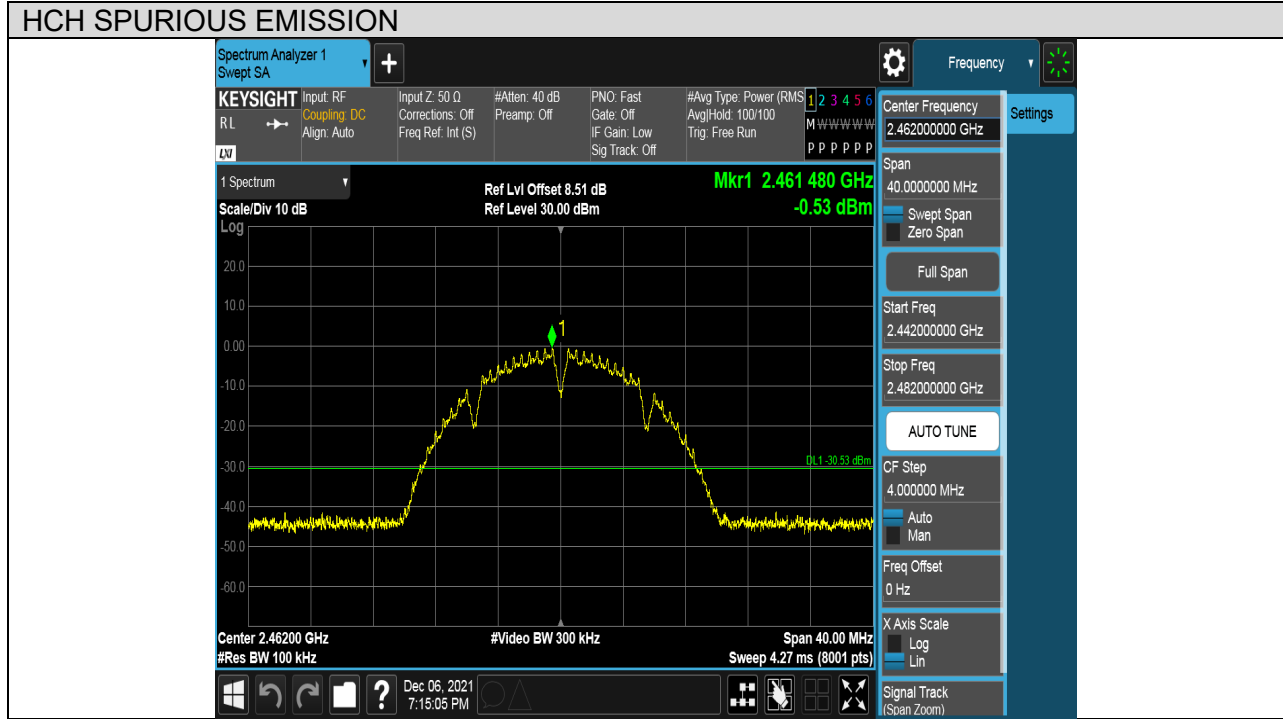 HCH SPURIOUS EMISSION
Spectrum Analyzer 1
Swept SA
+
Frequency
KEYSIGHT
RL
LXI
Input: RF
Coupling: DC
Align: Auto
Input Z: 50 Ω
Corrections: Off
Freq Ref: Int (S)
#Atten: 40 dB
Preamp: Off
PNO: Fast
Gate: Off
IF Gain: Low
Sig Track: Off
#Avg Type: Power (RMS
Avg|Hold: 100/100
Trig: Free Run
1 2 3 4 5 6
M W W W W W
P P P P P P
1 Spectrum
Scale/Div 10 dB
Ref Lvl Offset 8.51 dB
Ref Level 30.00 dBm
Mkr1 2.461 480 GHz
-0.53 dBm
Log
20.0
10.0
0.00
-10.0
-20.0
-30.0
-40.0
-50.0
-60.0
1
DL1 -30.53 dBm
Center 2.46200 GHz
#Res BW 100 kHz
#Video BW 300 kHz
Span 40.00 MHz
Sweep 4.27 ms (8001 pts)
Center Frequency
2.462000000 GHz
Settings
Span
40.0000000 MHz
Swept Span
Zero Span
Full Span
Start Freq
2.442000000 GHz
Stop Freq
2.482000000 GHz
AUTO TUNE
CF Step
4.000000 MHz
Auto
Man
Freq Offset
0 Hz
X Axis Scale
Log
Lin
Signal Track
(Span Zoom)
?
Dec 06, 2021
7:15:05 PM